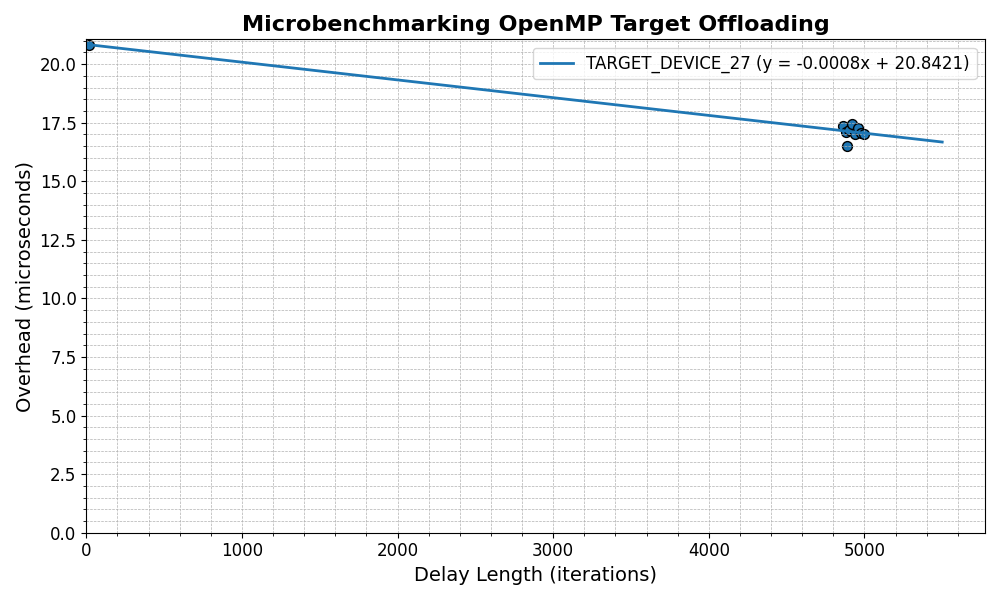 Microbenchmarking OpenMP Target Offloading
TARGET_DEVICE_27 (y = -0.0008x + 20.8421)
Overhead (microseconds)
20.0
17.5
15.0
12.5
10.0
7.5
5.0
2.5
0.0
0 1000 2000 3000 4000 5000
Delay Length (iterations)